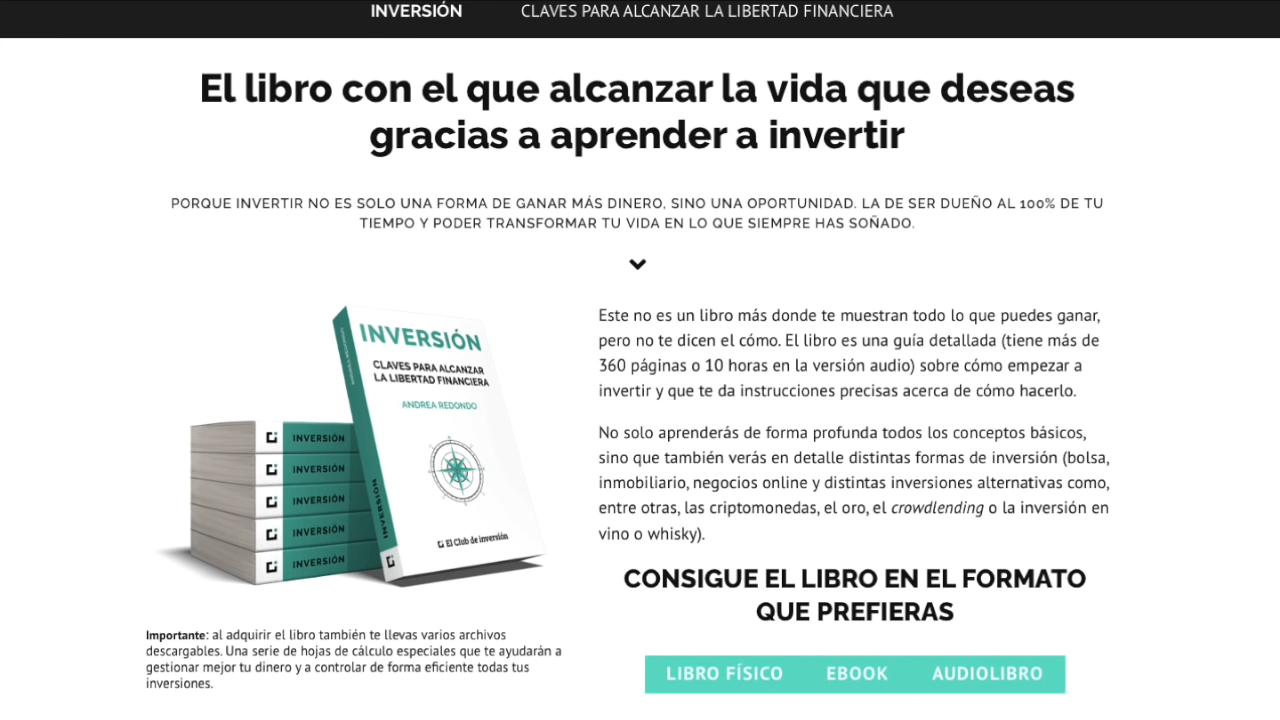 INVERSIÓN CLAVES PARA ALCANZAR LA LIBERTAD FINANCIERA
El libro con el que alcanzar la vida que deseas
gracias a aprender a invertir
PORQUE INVERTIR NO ES SOLO UNA FORMA DE GANAR MÁS DINERO, SINO UNA OPORTUNIDAD. LA DE SER DUEÑO AL 100% DE TU
TIEMPO Y PODER TRANSFORMAR TU VIDA EN LO QUE SIEMPRE HAS SOÑADO.
INVERSIÓN
CLAVES PARA ALCANZAR
LA LIBERTAD FINANCIERA
ANDREA REDONDO
El Club de inversión
INVERSIÓN
INVERSIÓN
INVERSIÓN
INVERSIÓN
INVERSIÓN
INVERSIÓN
Importante: al adquirir el libro también te llevas varios archivos
descargables. Una serie de hojas de cálculo especiales que te ayudarán a
gestionar mejor tu dinero y a controlar de forma eficiente todas tus
inversiones.
Este no es un libro más donde te muestran todo lo que puedes ganar,
pero no te dicen el cómo. El libro es una guía detallada (tiene más de
360 páginas o 10 horas en la versión audio) sobre cómo empezar a
invertir y que te da instrucciones precisas acerca de cómo hacerlo.
No solo aprenderás de forma profunda todos los conceptos básicos,
sino que también verás en detalle distintas formas de inversión (bolsa,
inmobiliario, negocios online y distintas inversiones alternativas como,
entre otras, las criptomonedas, el oro, el crowdlending o la inversión en
vino o whisky).
CONSIGUE EL LIBRO EN EL FORMATO
QUE PREFIERAS
LIBRO FÍSICO EBOOK AUDIOLIBRO